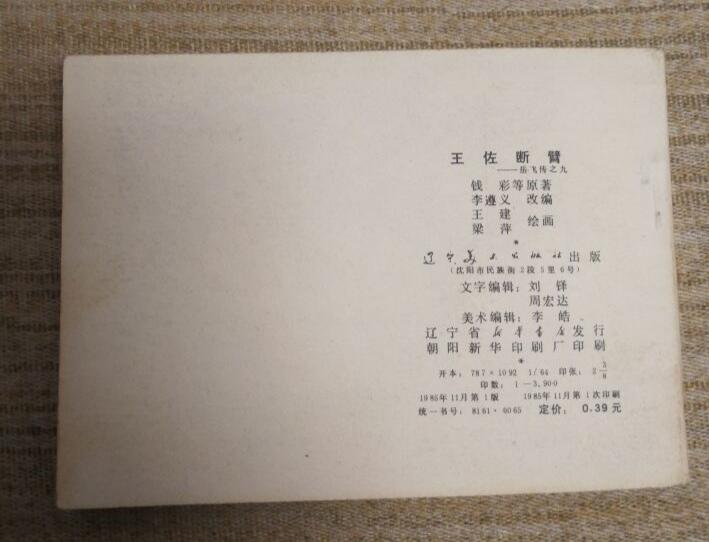 王佐断臂
——岳飞传之九
钱彩等原著
李遵义 改编
王建
梁萍 绘画
*
辽宁美术出版社出版
(沈阳市民族街2段5里6号)
文字编辑：刘铎
周宏达
美术编辑：李皓
辽宁省新华书店发行
朝阳新华印刷厂印刷
*
开本：787×1092 1/64 印张：2 3/8
印数：1—3,900
1985年11月第1版 1985年11月第1次印刷
统一书号：8161·0065 定价：0.39元